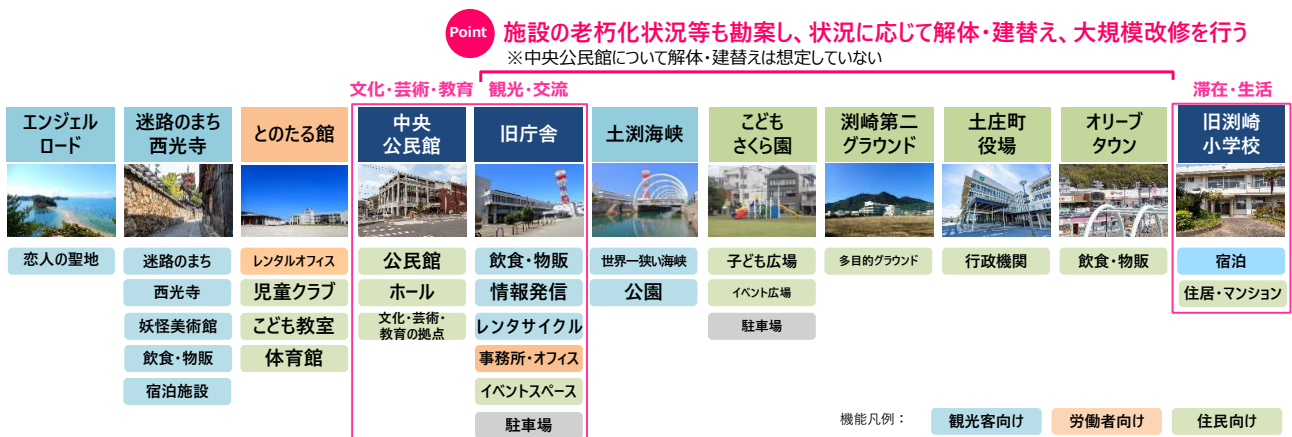 Point
施設の老朽化状況等も勘案し、状況に応じて解体・建替え、大規模改修を行う
※中央公民館について解体・建替えは想定していない
文化・芸術・教育
観光・交流
滞在・生活
エンジェル
ロード
恋人の聖地
迷路のまち
西光寺
迷路のまち
西光寺
妖怪美術館
飲食・物販
宿泊施設
とのたる館
レンタルオフィス
児童クラブ
こども教室
体育館
中央
公民館
公民館
ホール
文化・芸術・
教育の拠点
旧庁舎
飲食・物販
情報発信
レンタサイクル
事務所・オフィス
イベントスペース
駐車場
土渕海峡
世界一狭い海峡
公園
こども
さくら園
子ども広場
イベント広場
駐車場
渕崎第二
グラウンド
多目的グラウンド
土庄町
役場
行政機関
オリーブ
タウン
飲食・物販
旧渕崎
小学校
宿泊
住居・マンション
機能凡例：
観光客向け
労働者向け
住民向け